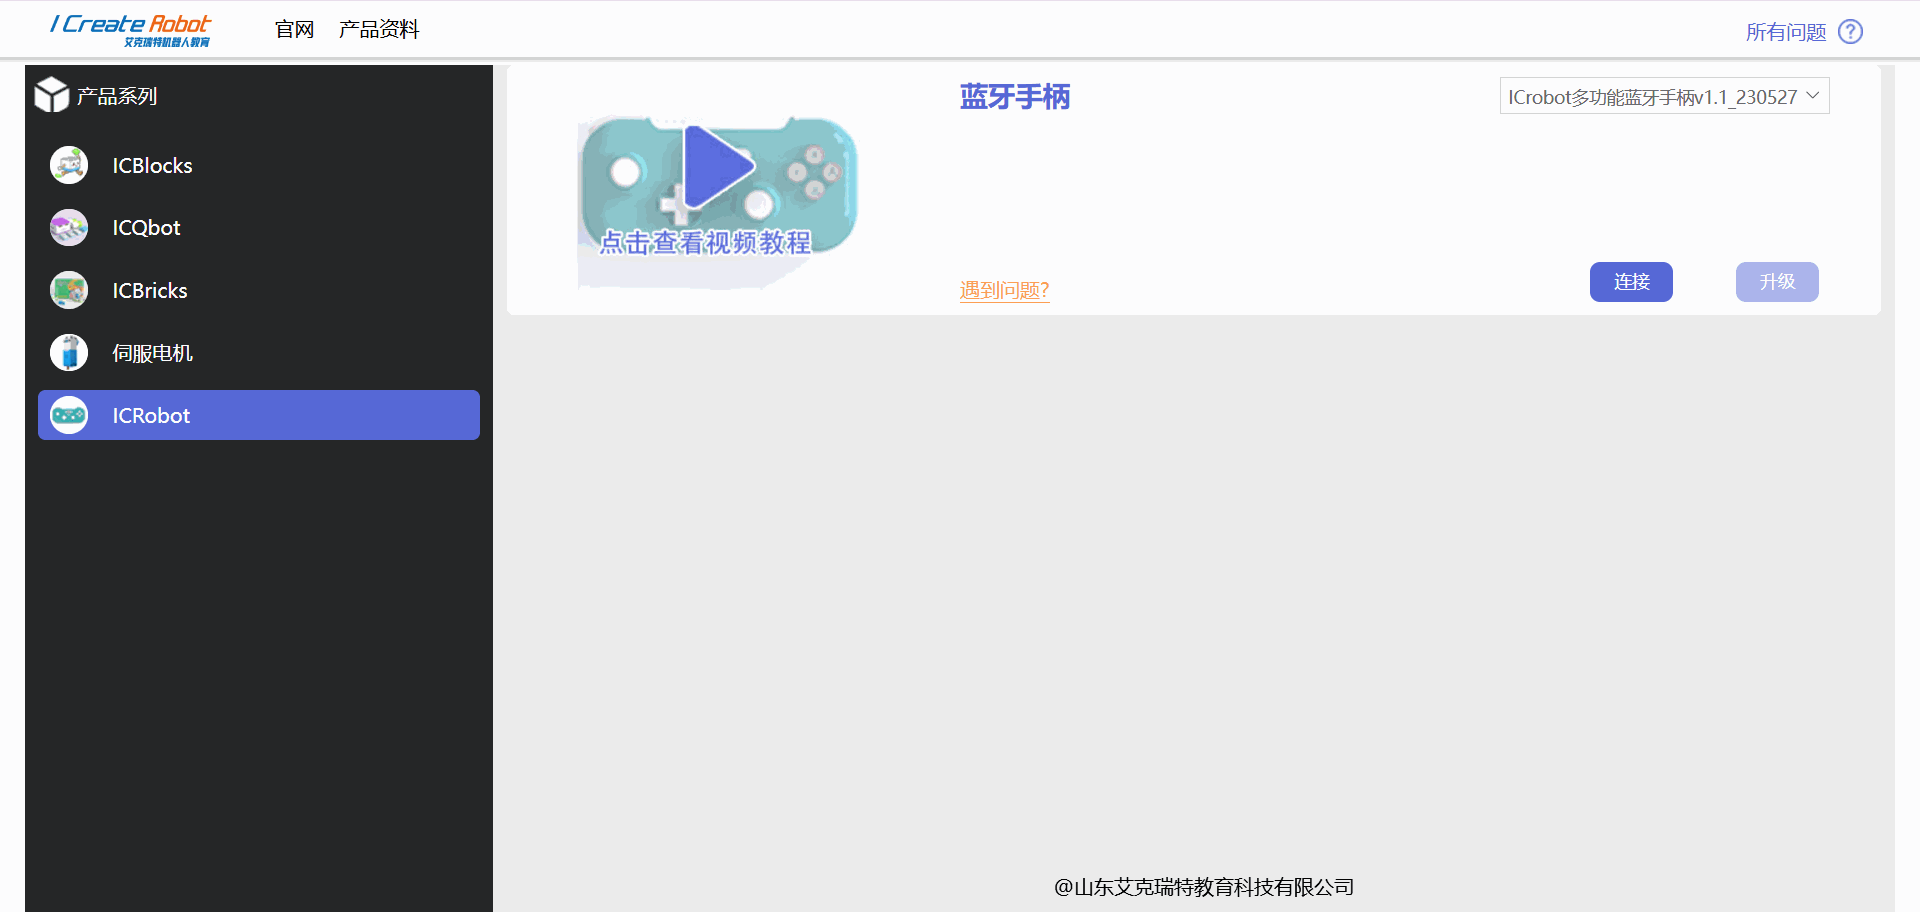 I Create Robot
艾克瑞特机器人教育
官网 产品资料
所有问题
产品系列
ICBlocks
ICQbot
ICBricks
伺服电机
ICRobot
蓝牙手柄
ICrobot多功能蓝牙手柄v1.1_230527
点击查看视频教程
遇到问题?
连接
升级
@山东艾克瑞特教育科技有限公司